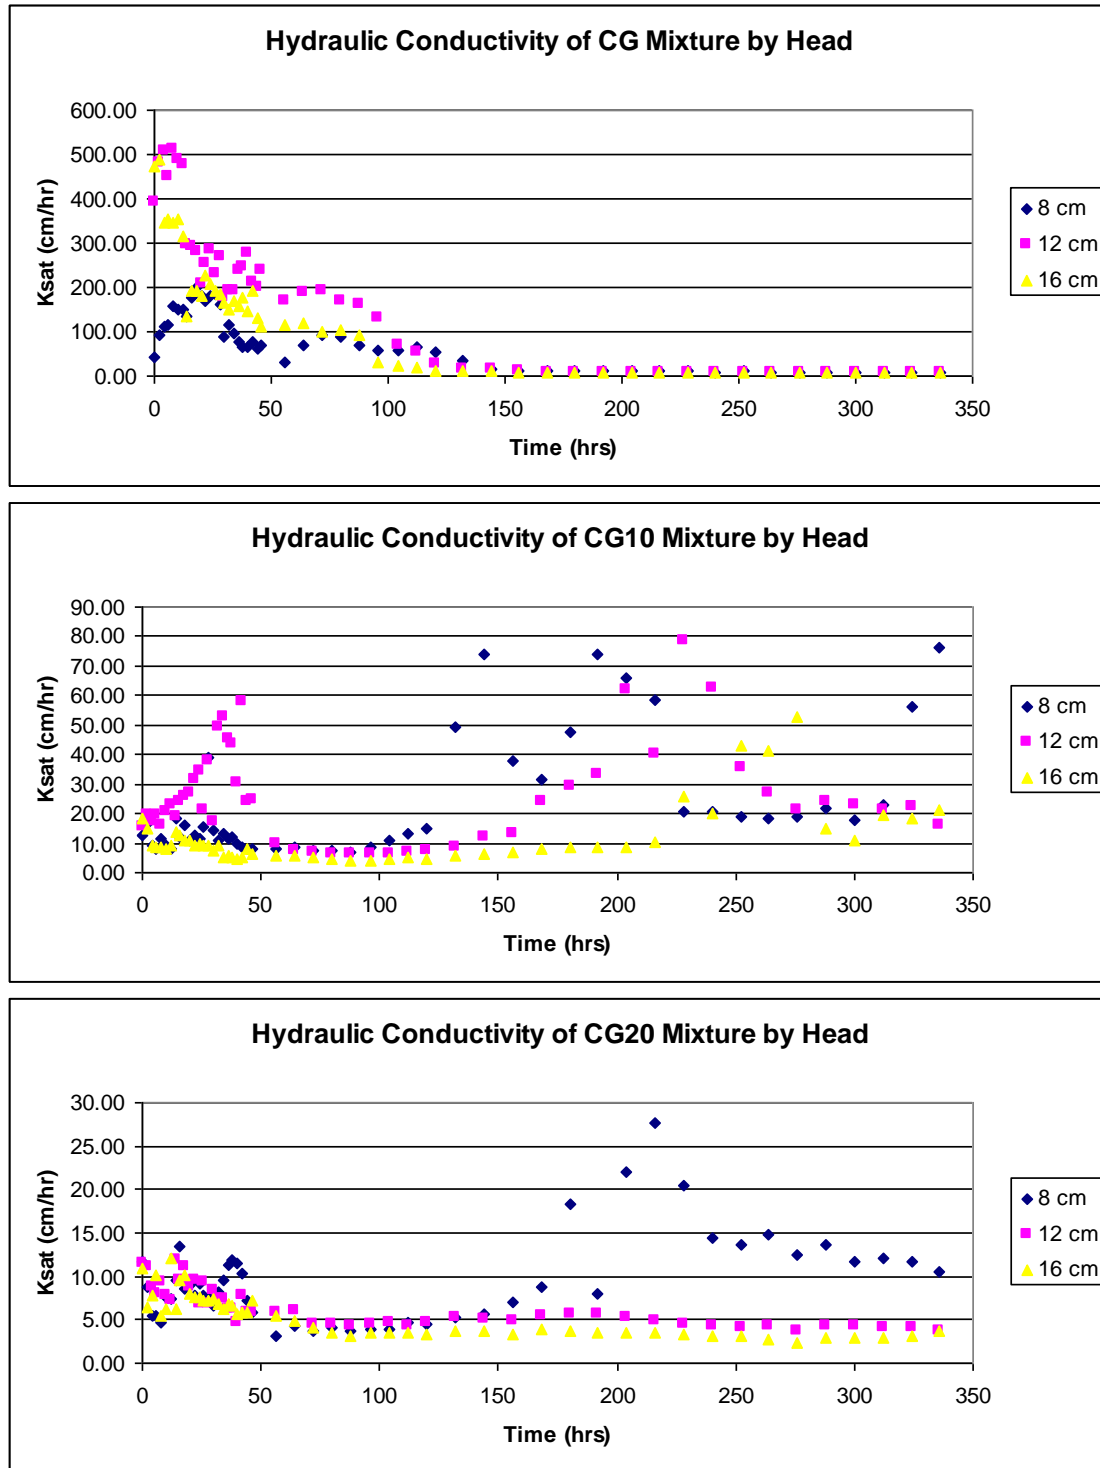 Hydraulic Conductivity of CG Mixture by Head
600.00
500.00
400.00
300.00
200.00
100.00
0.00
Ksat (cm/hr)
0 50 100 150 200 250 300 350
Time (hrs)
8 cm
12 cm
16 cm
Hydraulic Conductivity of CG10 Mixture by Head
90.00
80.00
70.00
60.00
50.00
40.00
30.00
20.00
10.00
0.00
Ksat (cm/hr)
0 50 100 150 200 250 300 350
Time (hrs)
8 cm
12 cm
16 cm
Hydraulic Conductivity of CG20 Mixture by Head
30.00
25.00
20.00
15.00
10.00
5.00
0.00
Ksat (cm/hr)
0 50 100 150 200 250 300 350
Time (hrs)
8 cm
12 cm
16 cm